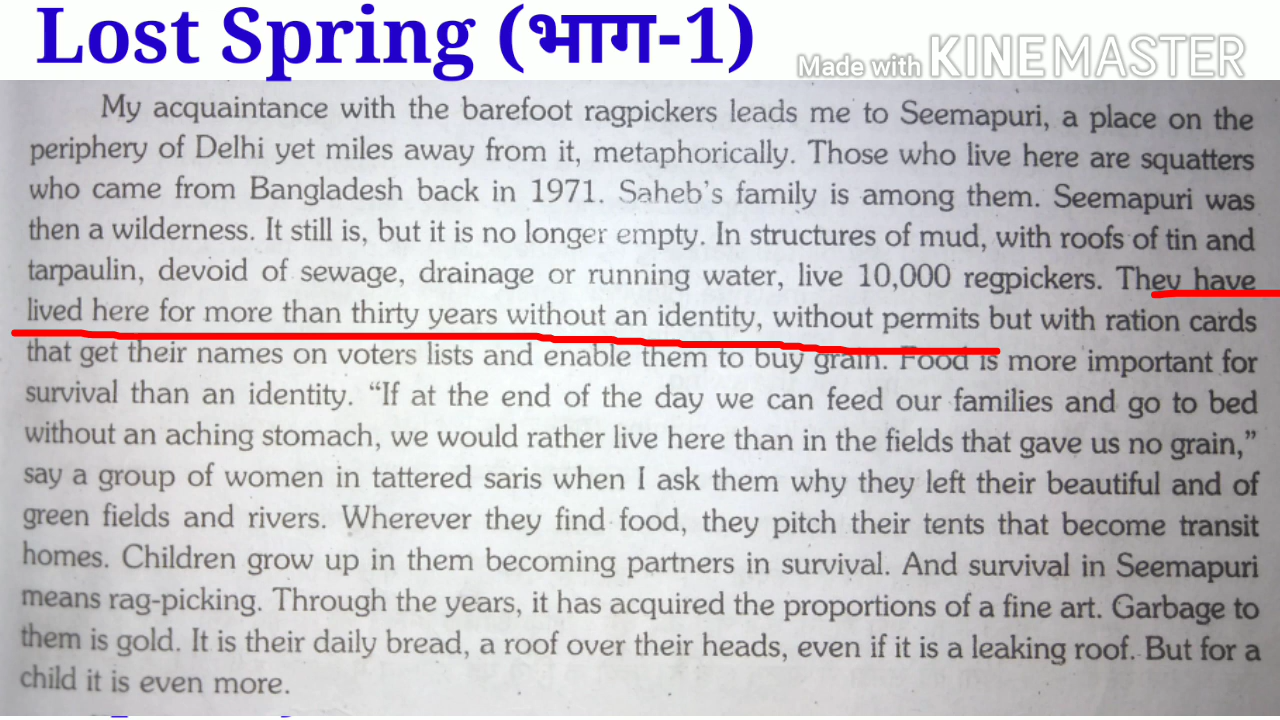 Lost Spring (भाग-1)
Made with KINEMASTER
My acquaintance with the barefoot ragpickers leads me to Seemapuri, a place on the
periphery of Delhi yet miles away from it, metaphorically. Those who live here are squatters
who came from Bangladesh back in 1971. Saheb's family is among them. Seemapuri was
then a wilderness. It still is, but it is no longer empty. In structures of mud, with roofs of tin and
tarpaulin, devoid of sewage, drainage or running water, live 10,000 regpickers. They have
lived here for more than thirty years without an identity, without permits but with ration cards
that get their names on voters lists and enable them to buy grain. Food is more important for
survival than an identity. “If at the end of the day we can feed our families and go to bed
without an aching stomach, we would rather live here than in the fields that gave us no grain,”
say a group of women in tattered saris when I ask them why they left their beautiful and of
green fields and rivers. Wherever they find food, they pitch their tents that become transit
homes. Children grow up in them becoming partners in survival. And survival in Seemapuri
means rag-picking. Through the years, it has acquired the proportions of a fine art. Garbage to
them is gold. It is their daily bread, a roof over their heads, even if it is a leaking roof. But for a
child it is even more.